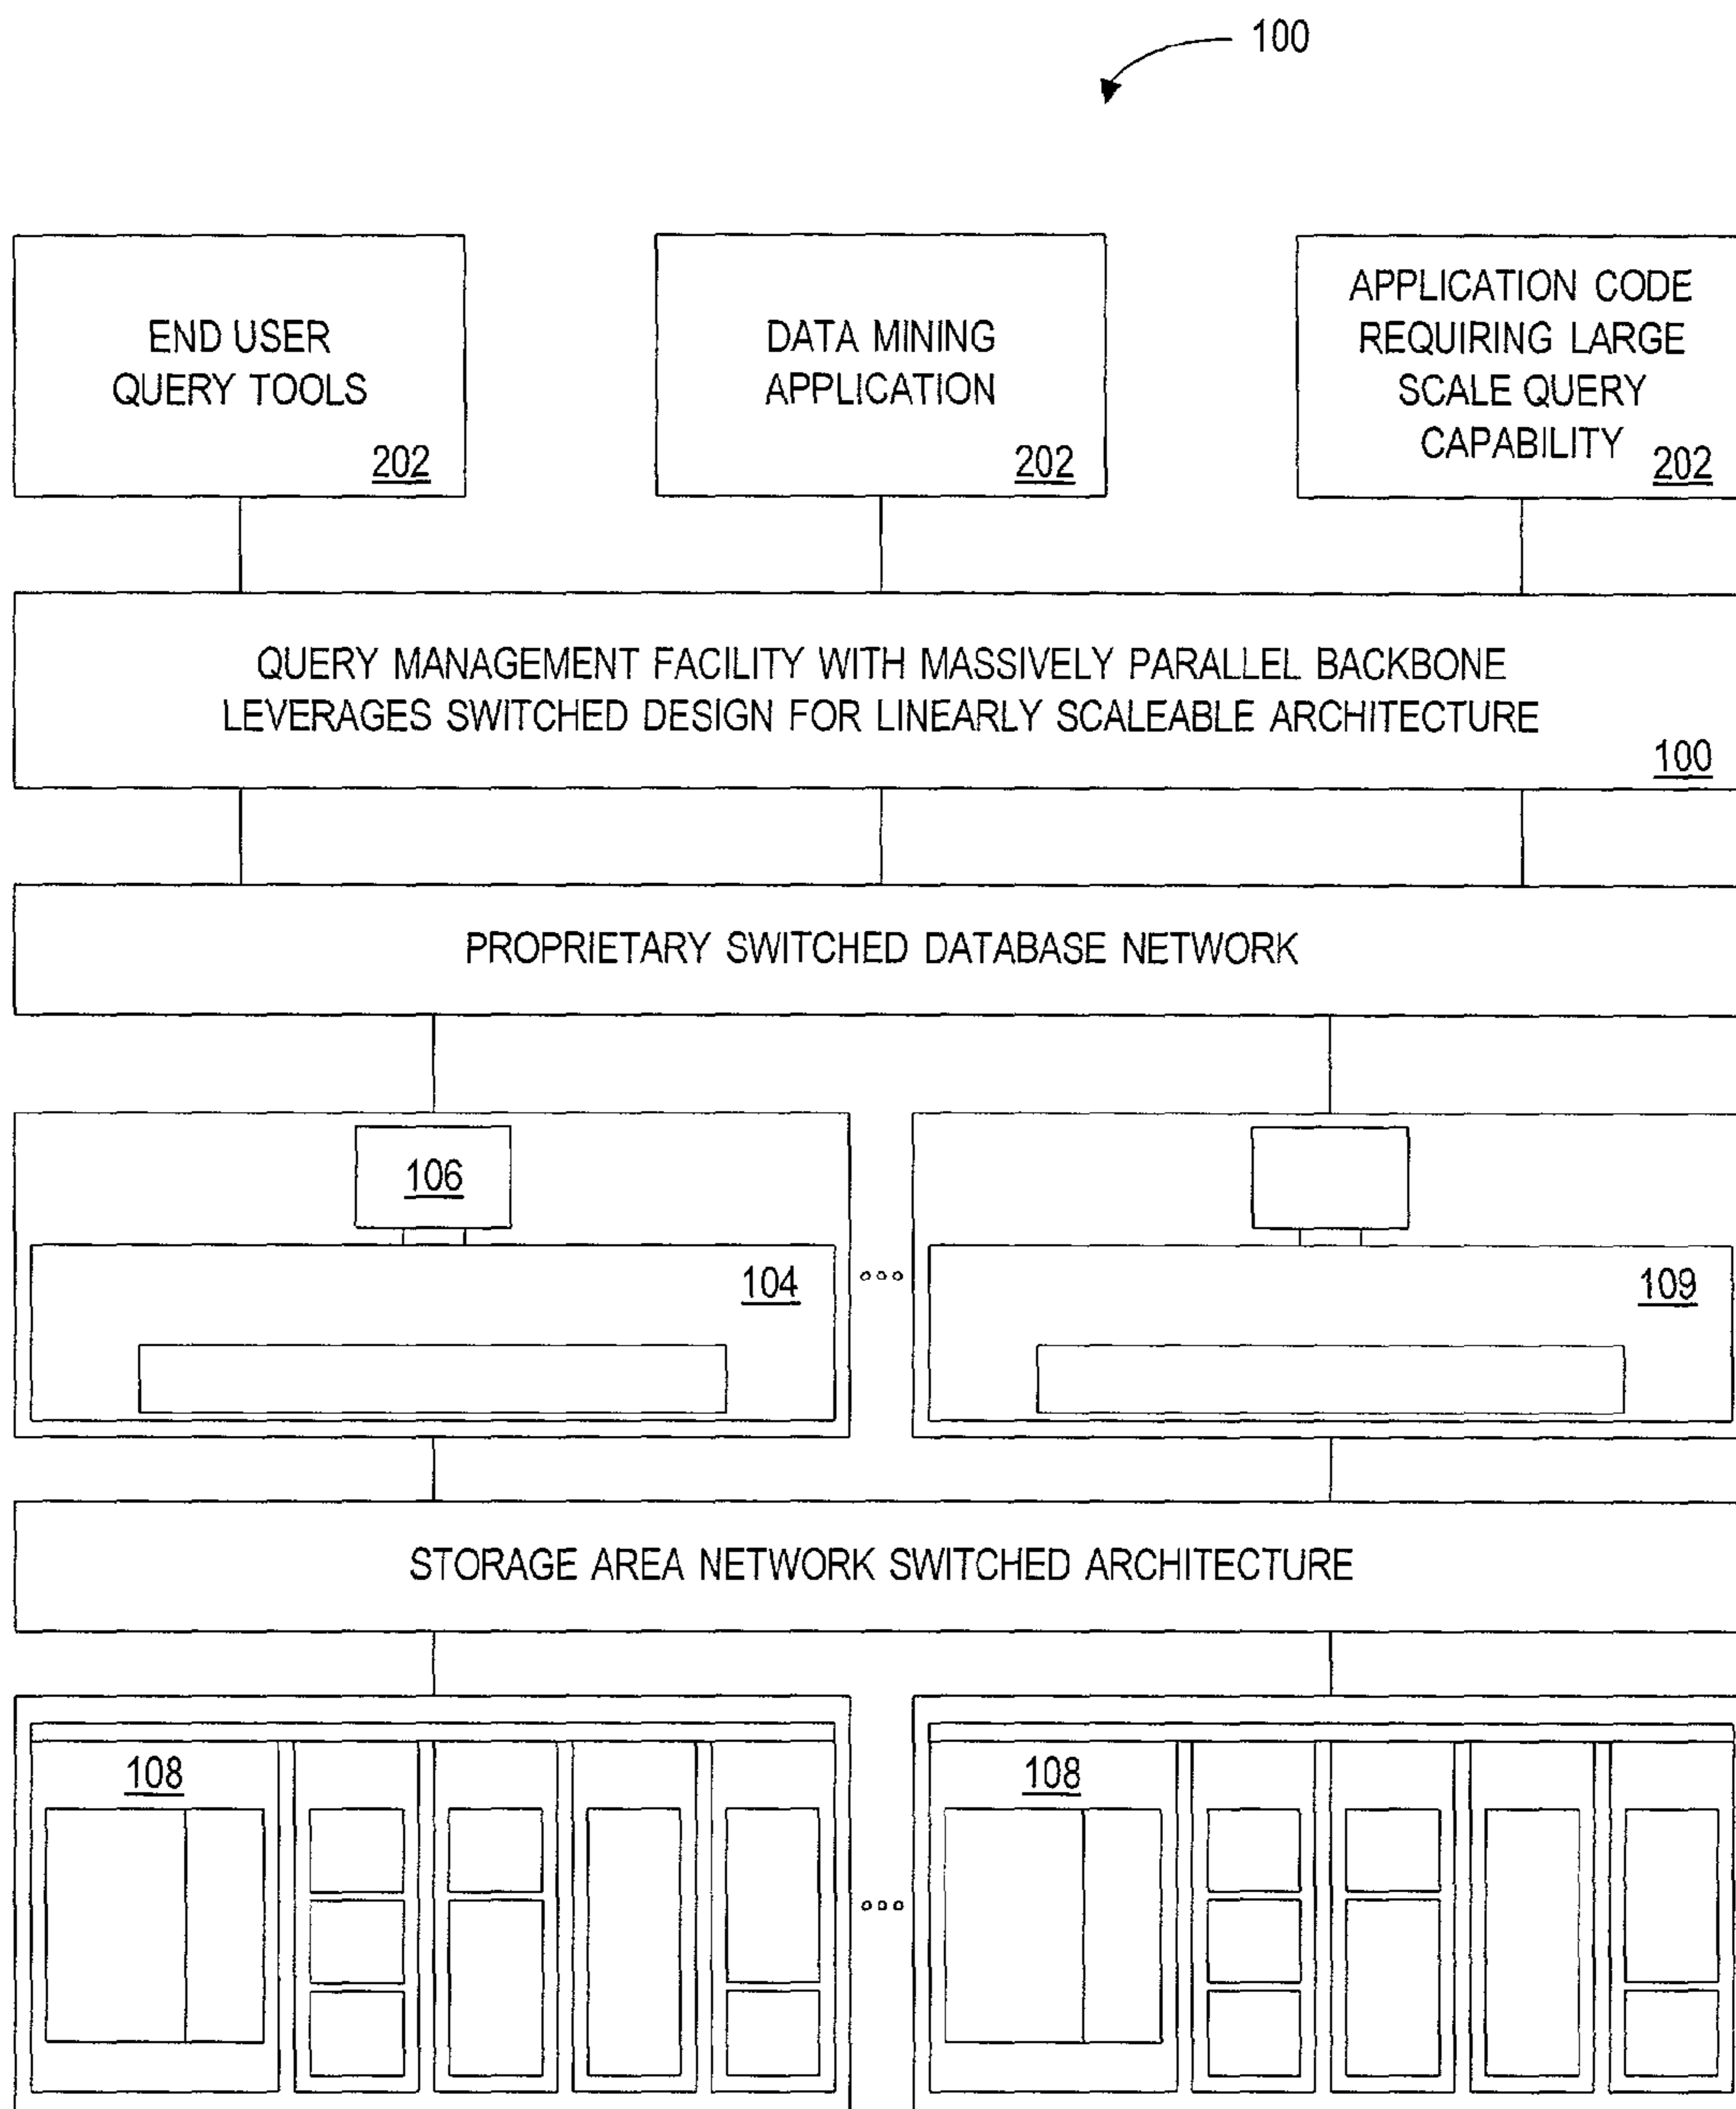 100
END USER
QUERY TOOLS
202
DATA MINING
APPLICATION
202
APPLICATION CODE
REQUIRING LARGE
SCALE QUERY
CAPABILITY
202
QUERY MANAGEMENT FACILITY WITH MASSIVELY PARALLEL BACKBONE
LEVERAGES SWITCHED DESIGN FOR LINEARLY SCALEABLE ARCHITECTURE
100
PROPRIETARY SWITCHED DATABASE NETWORK
106
104
109
STORAGE AREA NETWORK SWITCHED ARCHITECTURE
108
108